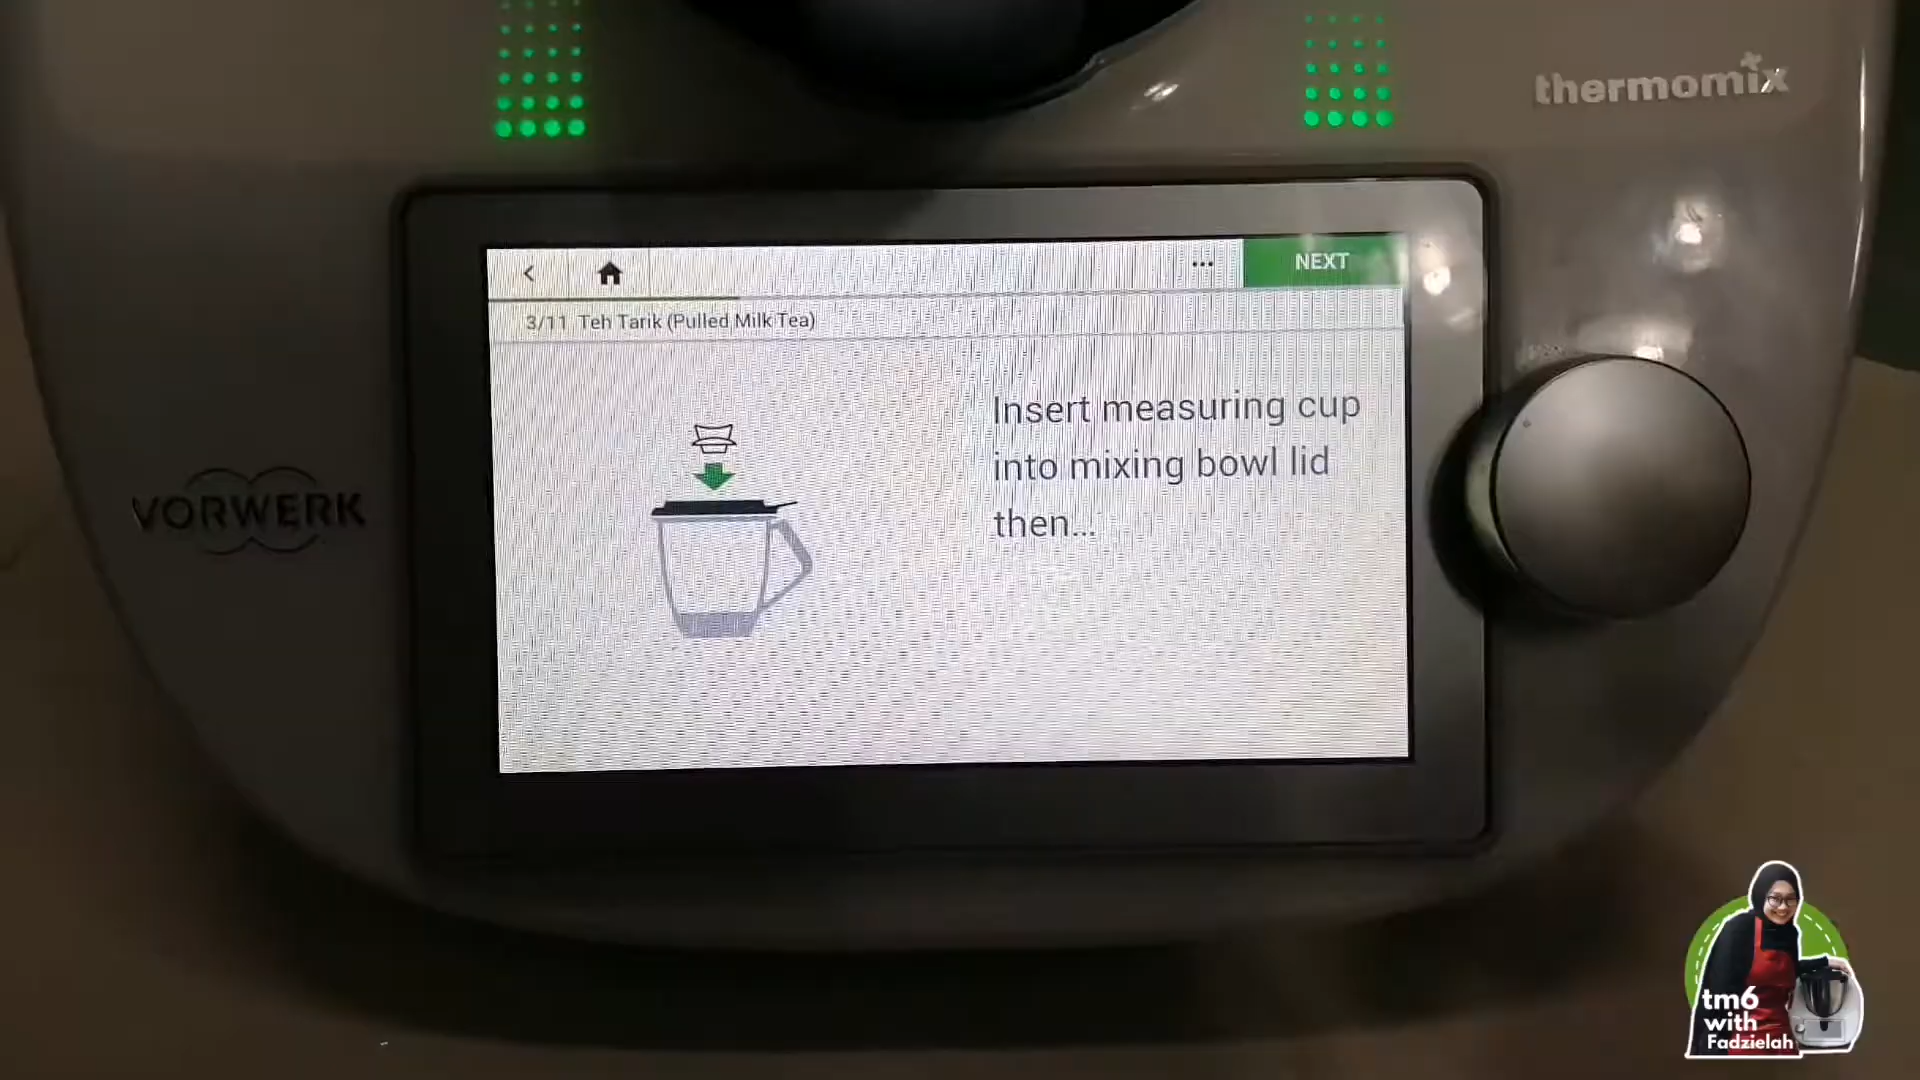 thermomix
NEXT
3/11 Teh Tarik (Pulled Milk Tea)
Insert measuring cup
into mixing bowl lid
then...
VORWERK
tm6
with
Fadzielah